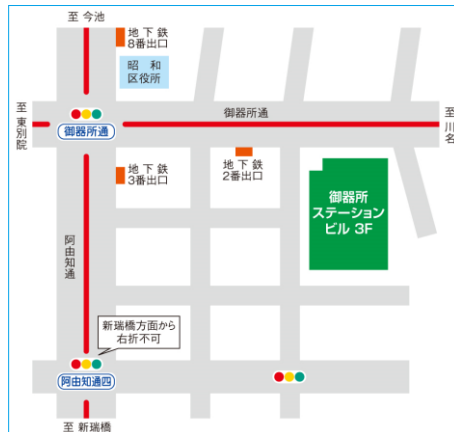 至 今池
地 下 鉄
8番出口
昭 和
区役所
至 東別院
御器所通
御器所通
至 川名
地 下 鉄
3番出口
地 下 鉄
2番出口
御器所
ステーション
ビル 3F
阿由知通
新瑞橋方面から
右折不可
阿由知通四
至 新瑞橋